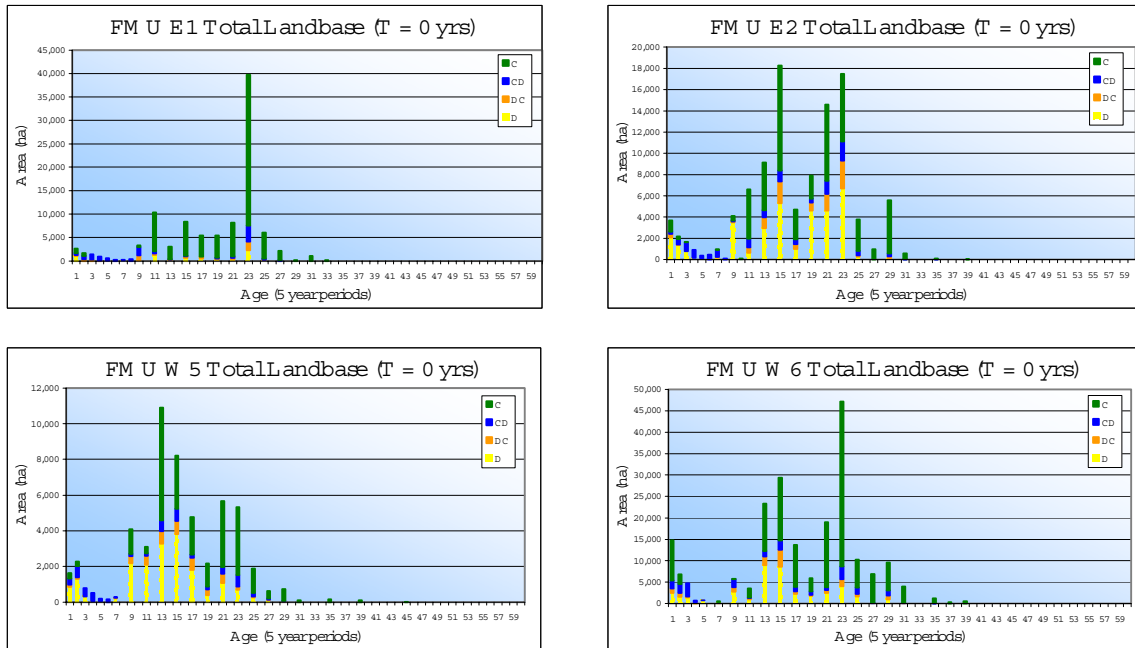 FMU E1 Total Landbase (T = 0 yrs)
45,000
40,000
35,000
30,000
25,000
20,000
15,000
10,000
5,000
0
Area (ha)
C
CD
DC
D
1 3 5 7 9 11 13 15 17 19 21 23 25 27 29 31 33 35 37 39 41 43 45 47 49 51 53 55 57 59
Age (5 year periods)
FMU E2 Total Landbase (T = 0 yrs)
20,000
18,000
16,000
14,000
12,000
10,000
8,000
6,000
4,000
2,000
0
Area (ha)
C
CD
DC
D
1 3 5 7 9 11 13 15 17 19 21 23 25 27 29 31 33 35 37 39 41 43 45 47 49 51 53 55 57 59
Age (5 year periods)
FMU W5 Total Landbase (T = 0 yrs)
12,000
10,000
8,000
6,000
4,000
2,000
0
Area (ha)
C
CD
DC
D
1 3 5 7 9 11 13 15 17 19 21 23 25 27 29 31 33 35 37 39 41 43 45 47 49 51 53 55 57 59
Age (5 year periods)
FMU W6 Total Landbase (T = 0 yrs)
50,000
45,000
40,000
35,000
30,000
25,000
20,000
15,000
10,000
5,000
0
Area (ha)
C
CD
DC
D
1 3 5 7 9 11 13 15 17 19 21 23 25 27 29 31 33 35 37 39 41 43 45 47 49 51 53 55 57 59
Age (5 year periods)